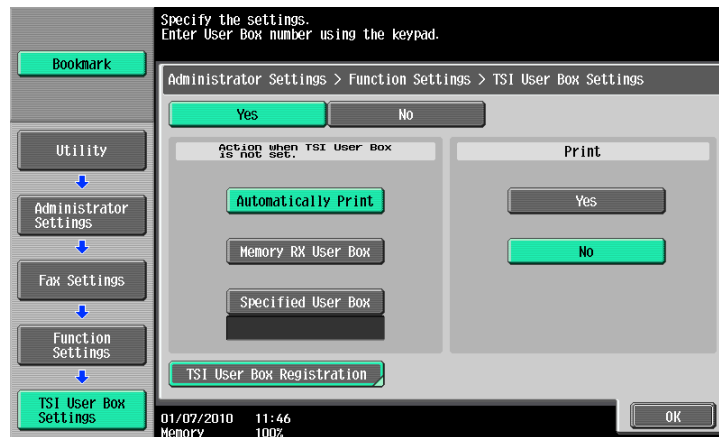 Specify the settings.
Enter User Box number using the keypad.
Bookmark
Administrator Settings > Function Settings > TSI User Box Settings
Yes
No
Utility
Administrator
Settings
Fax Settings
Function
Settings
TSI User Box
Settings
Action when TSI User Box
is not set.
Automatically Print
Memory RX User Box
Specified User Box
Print
Yes
No
TSI User Box Registration
01/07/2010 11:46
Memory 100%
OK